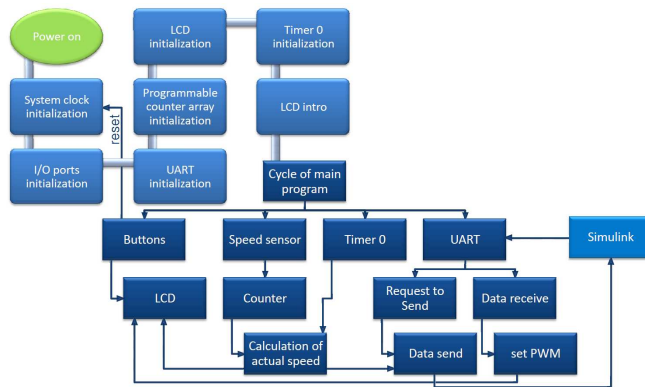 Power on
LCD
initialization
Timer 0
initialization
System clock
initialization
Programmable
counter array
initialization
LCD intro
reset
I/O ports
initialization
UART
initialization
Cycle of main
program
Buttons
Speed sensor
Timer 0
UART
Simulink
LCD
Counter
Request to
Send
Data receive
Calculation of
actual speed
Data send
set PWM